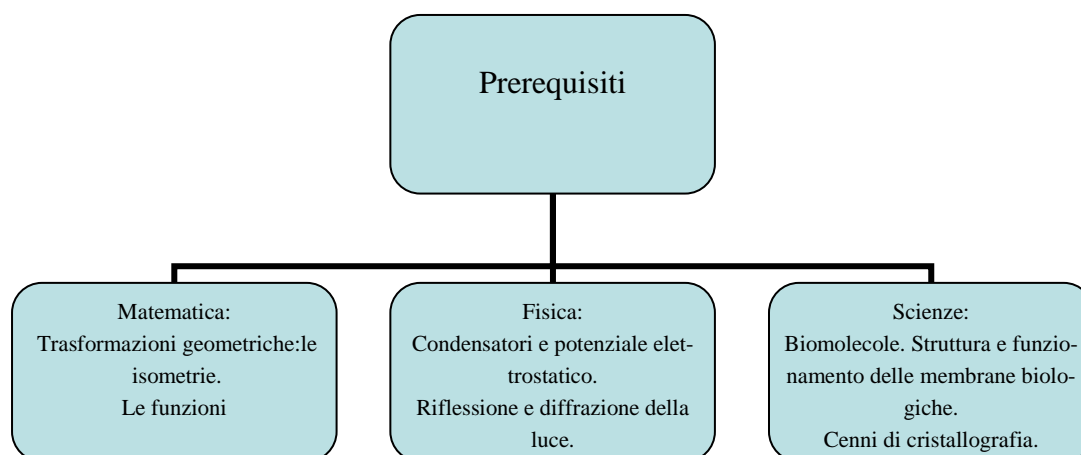 Prerequisiti
Matematica:
Trasformazioni geometriche:le
isometrie.
Le funzioni
Fisica:
Condensatori e potenziale elet-
trostatico.
Riflessione e diffrazione della
luce.
Scienze:
Biomolecole. Struttura e funzio-
namento delle membrane biolo-
giche.
Cenni di cristallografia.